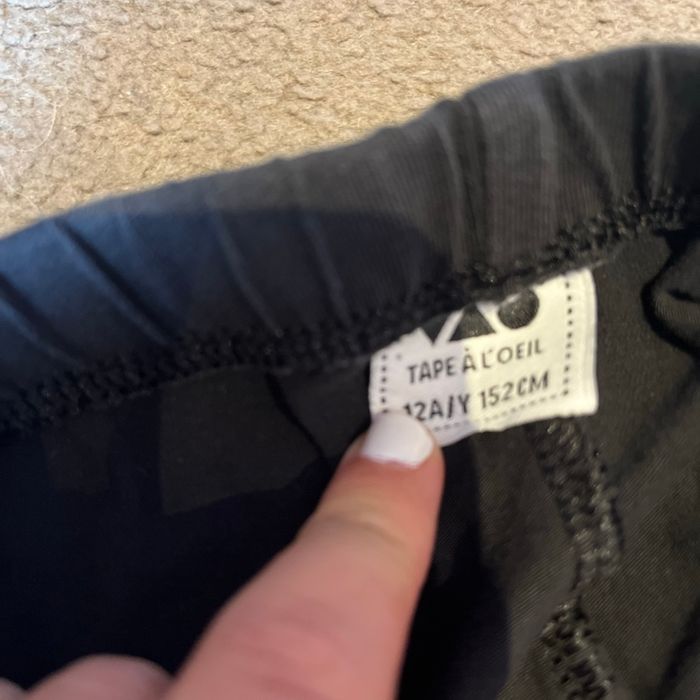 TAPE À L'OEIL
12A/Y 152CM